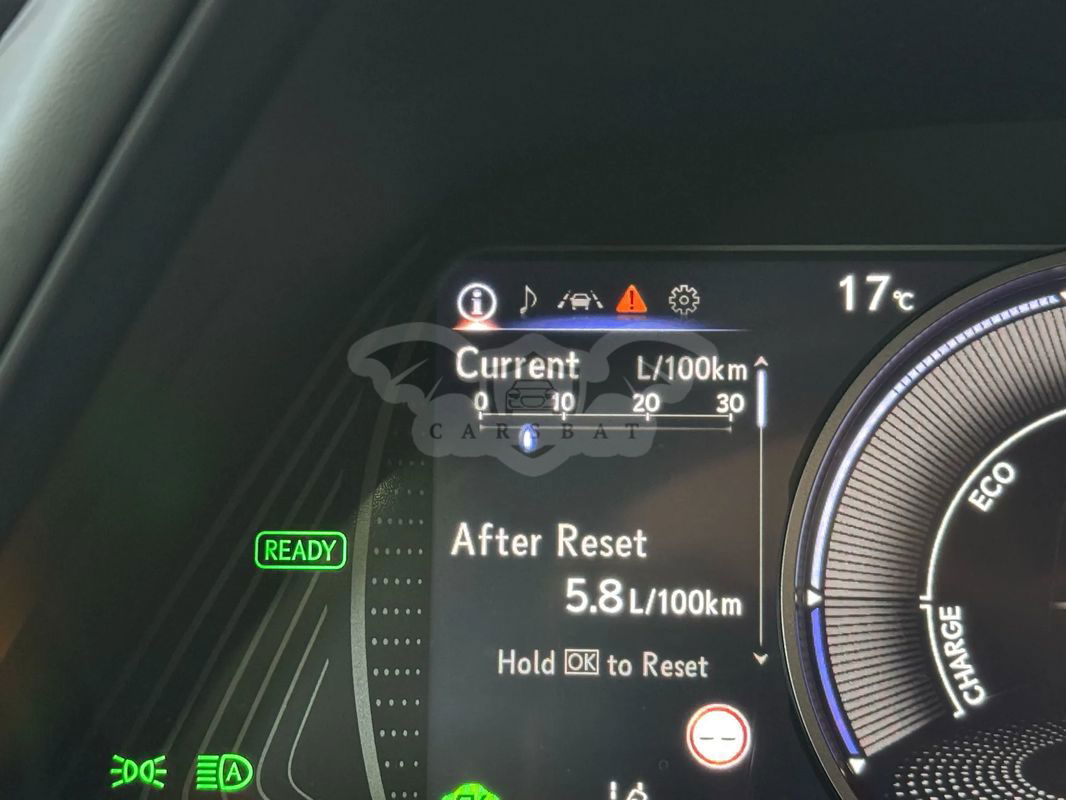 17°C
Current L/100km
0 10 20 30
CARSBAT
After Reset
5.8 L/100km
Hold OK to Reset
READY
ECO
CHARGE
A